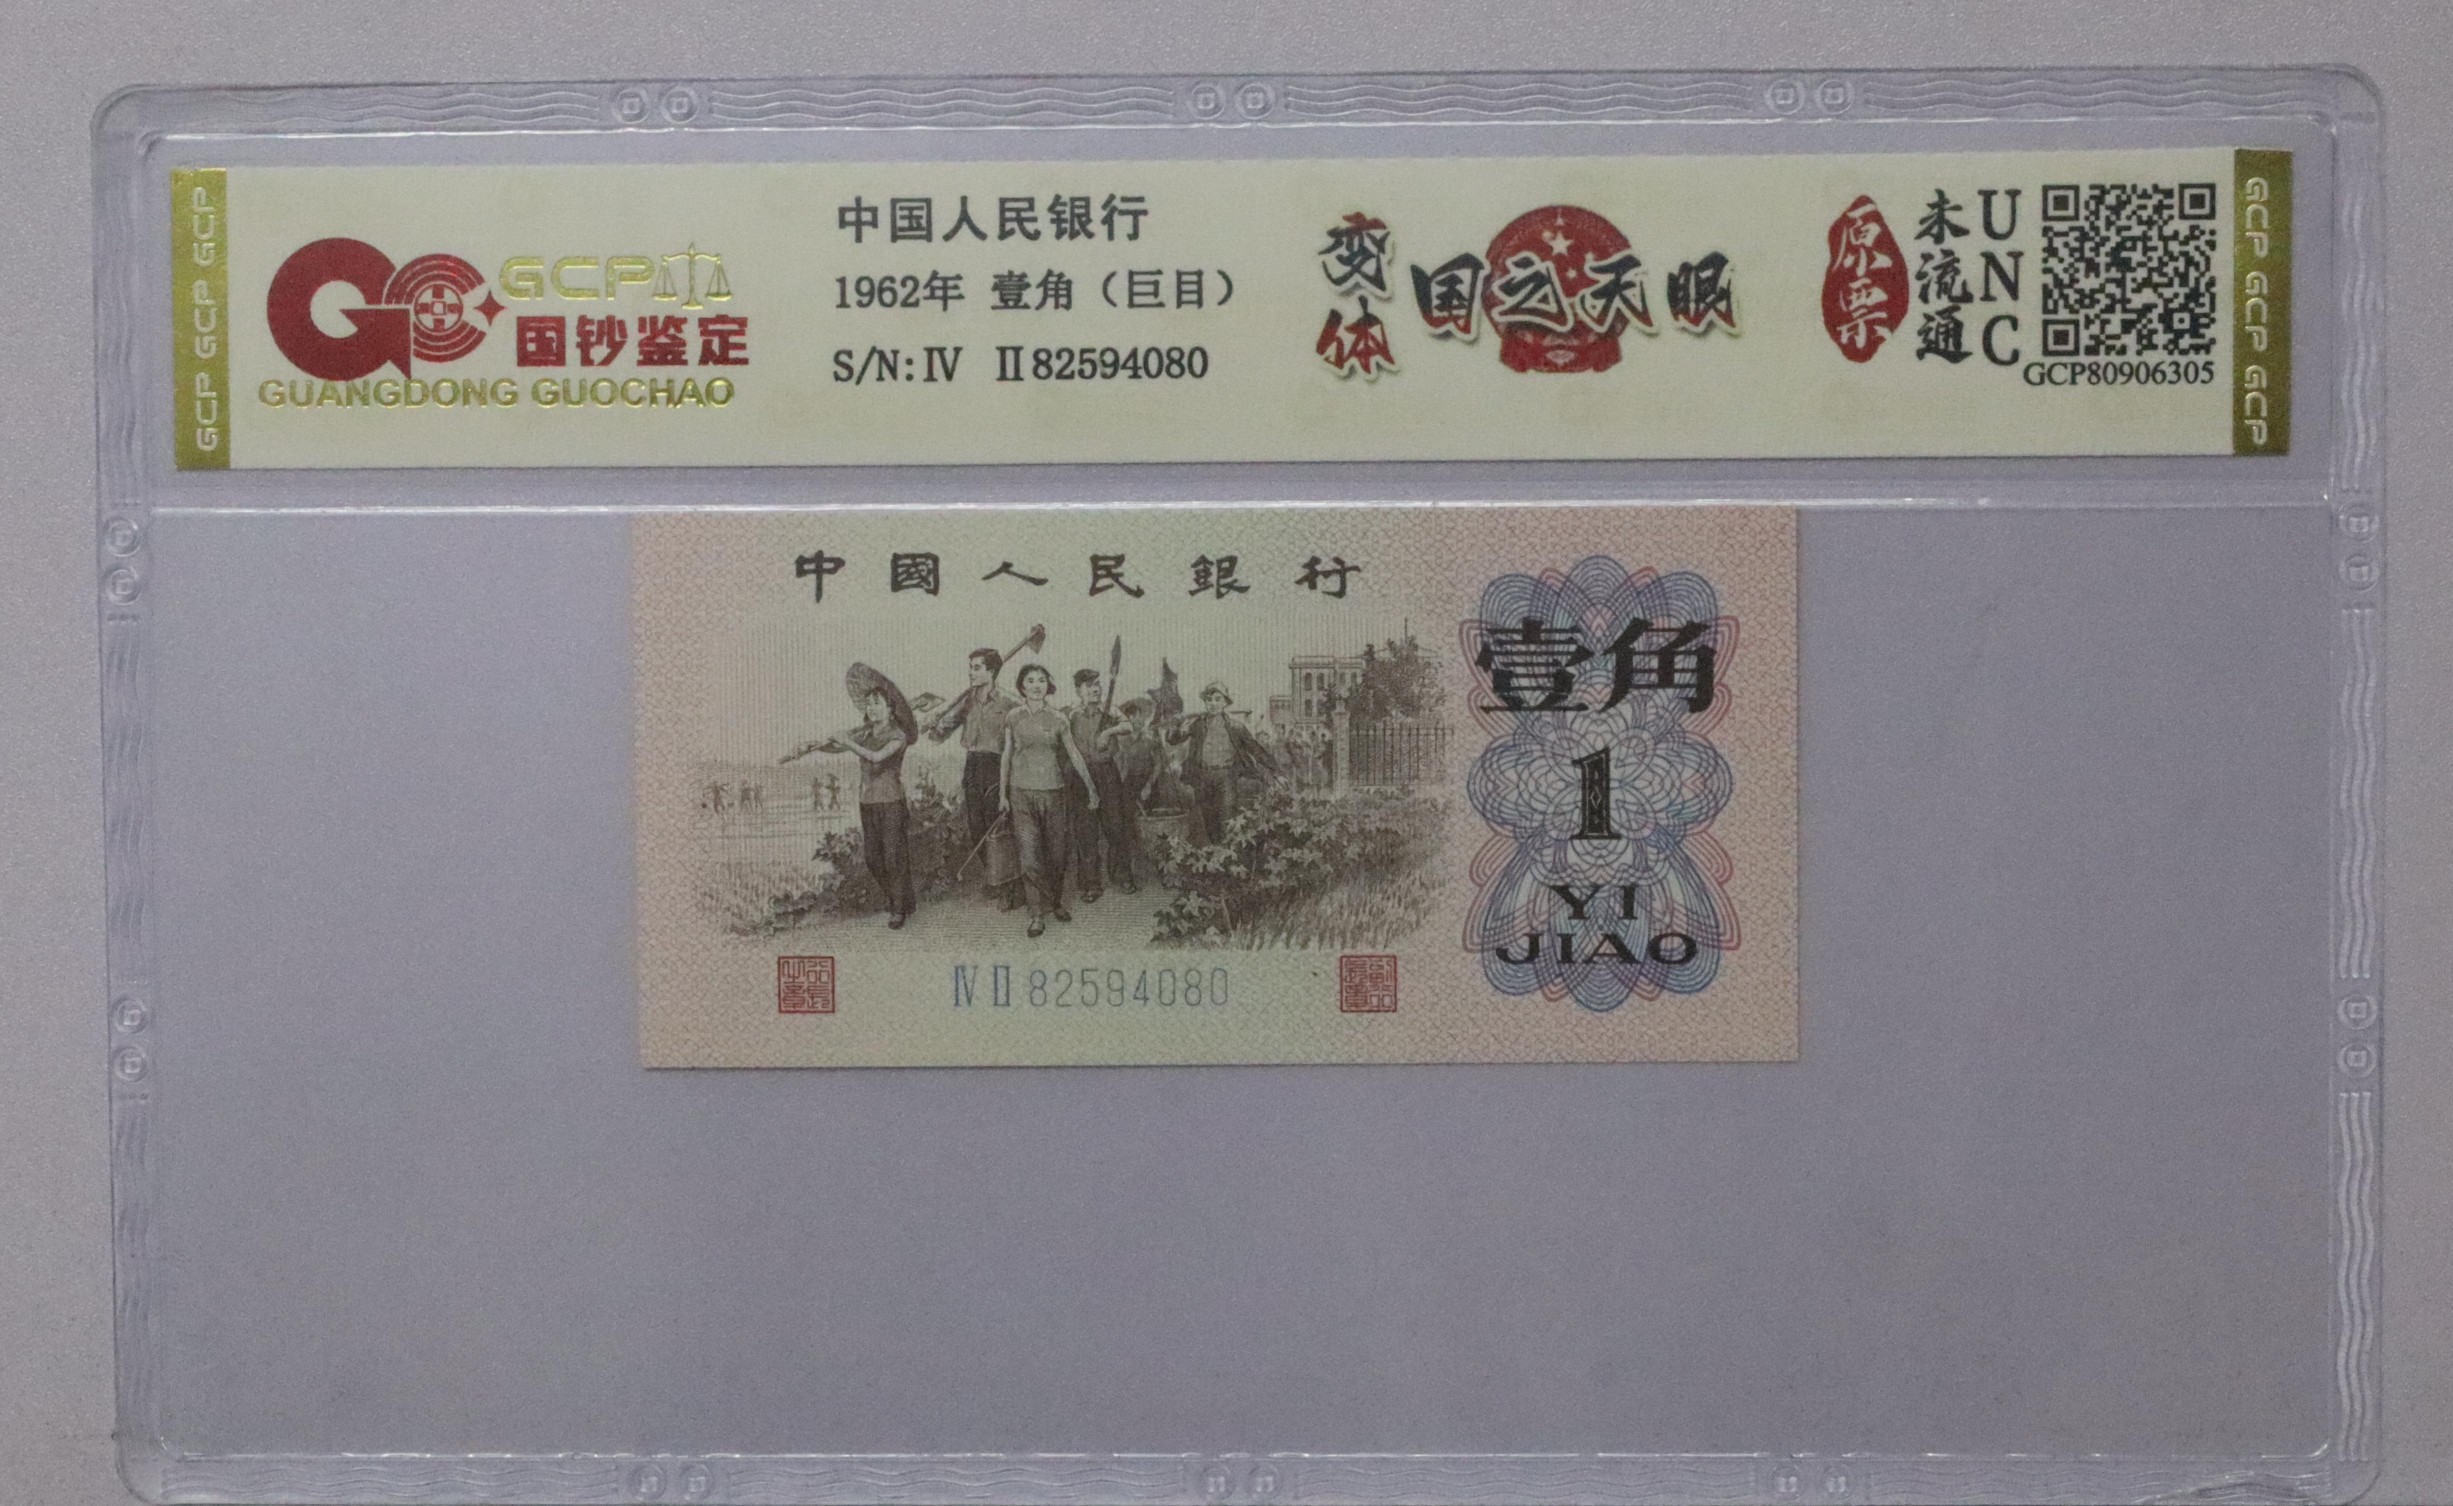 GCP GCP GCP
GCP
国钞鉴定
GUANGDONG GUOCHAO
中国人民银行
1962年 壹角（巨目）
S/N: IV II 82594080
变体
国之天眼
原票
未流通
UNC
GCP80906305
GCP GCP GCP
中國人民銀行
壹角
1
YI
JIAO
IV II 82594080